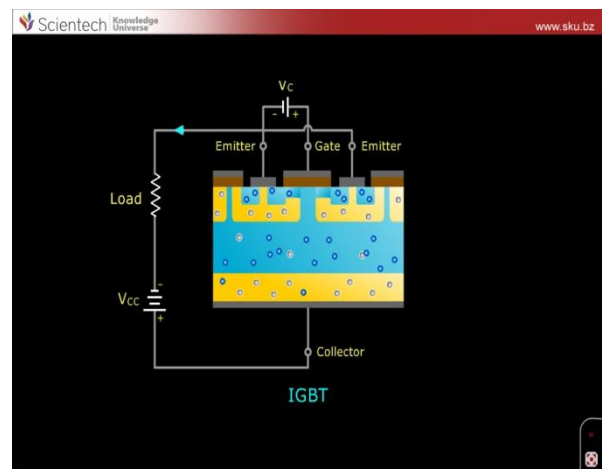 Scientech Knowledge Universe
www.sku.bz
VC
- +
Emitter Gate Emitter
Load
-
VCC
+
Collector
IGBT